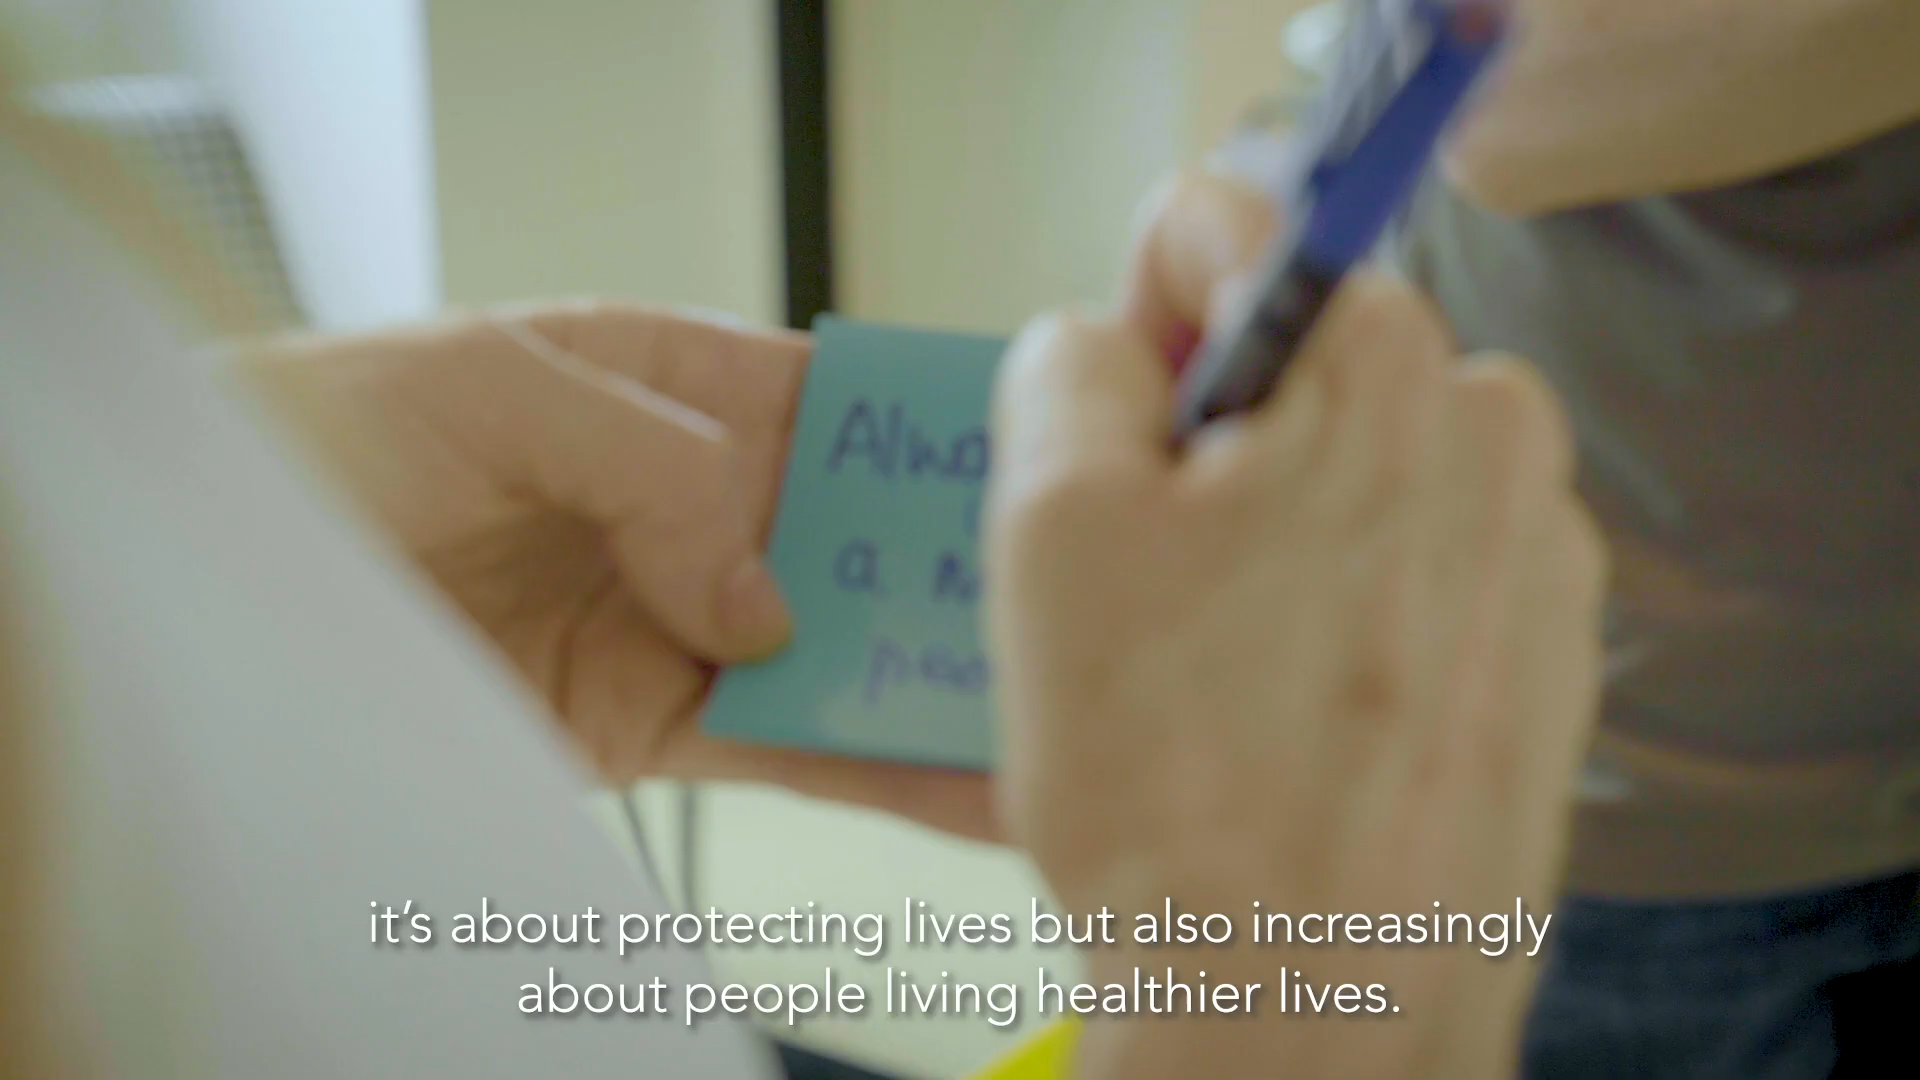 a
it's about protecting lives but also increasingly
about people living healthier lives.